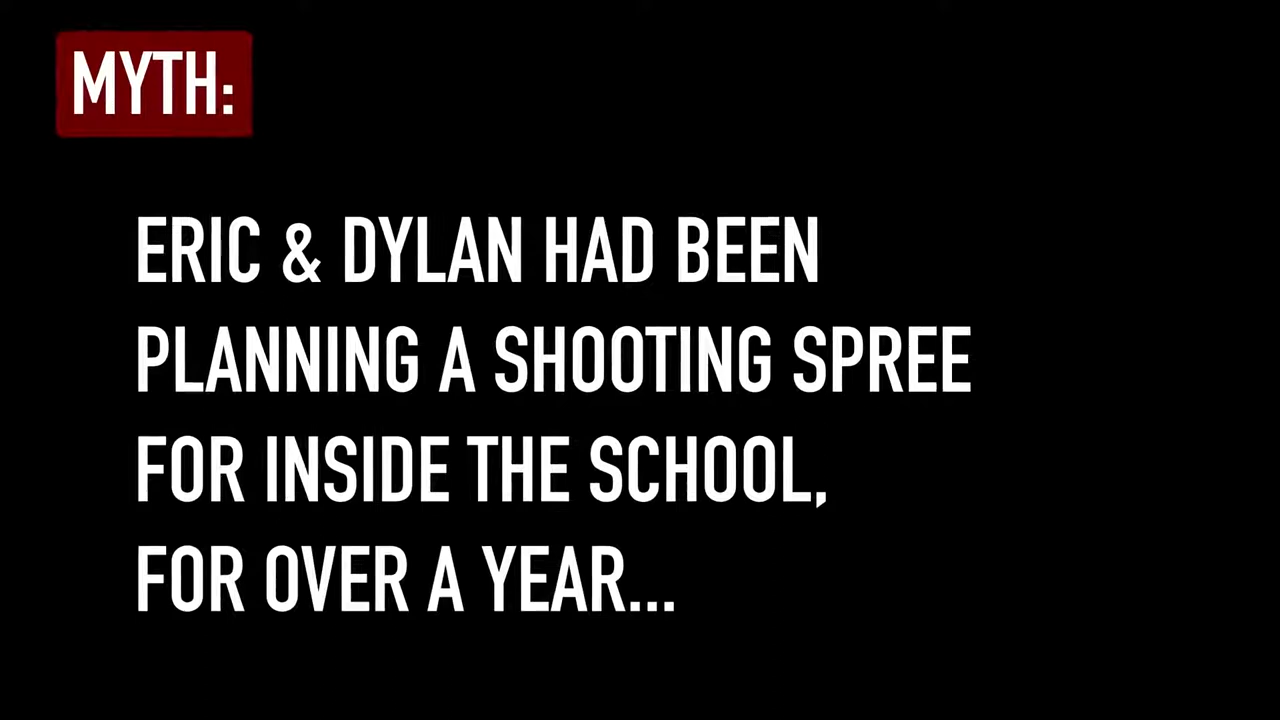 MYTH:
ERIC & DYLAN HAD BEEN
PLANNING A SHOOTING SPREE
FOR INSIDE THE SCHOOL,
FOR OVER A YEAR...